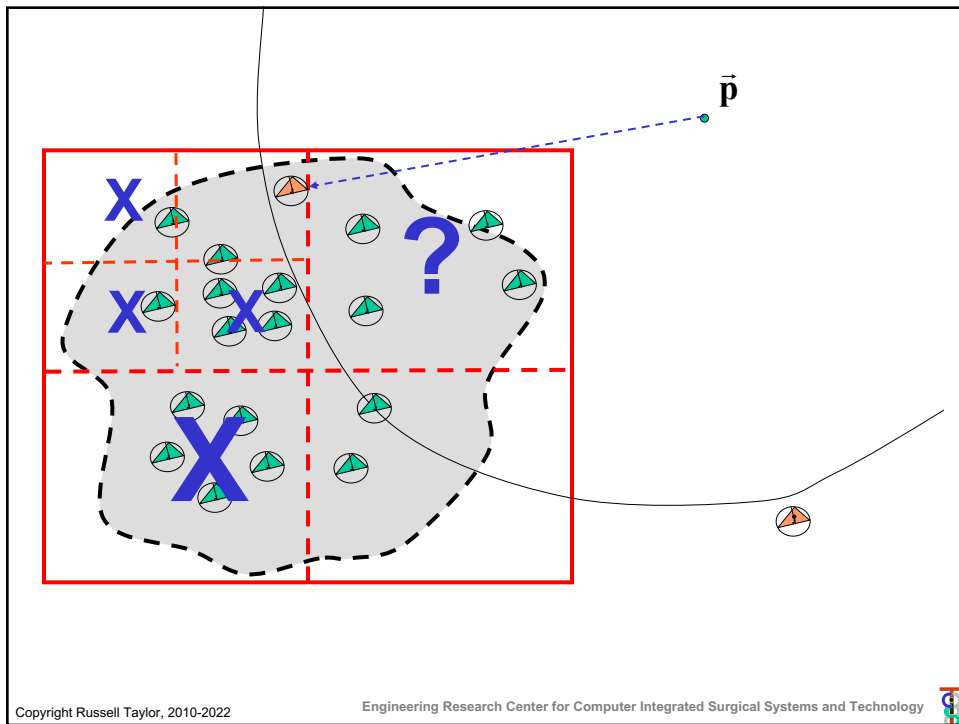 p
X
?
X
X
X
Copyright Russell Taylor, 2010-2022
Engineering Research Center for Computer Integrated Surgical Systems and Technology